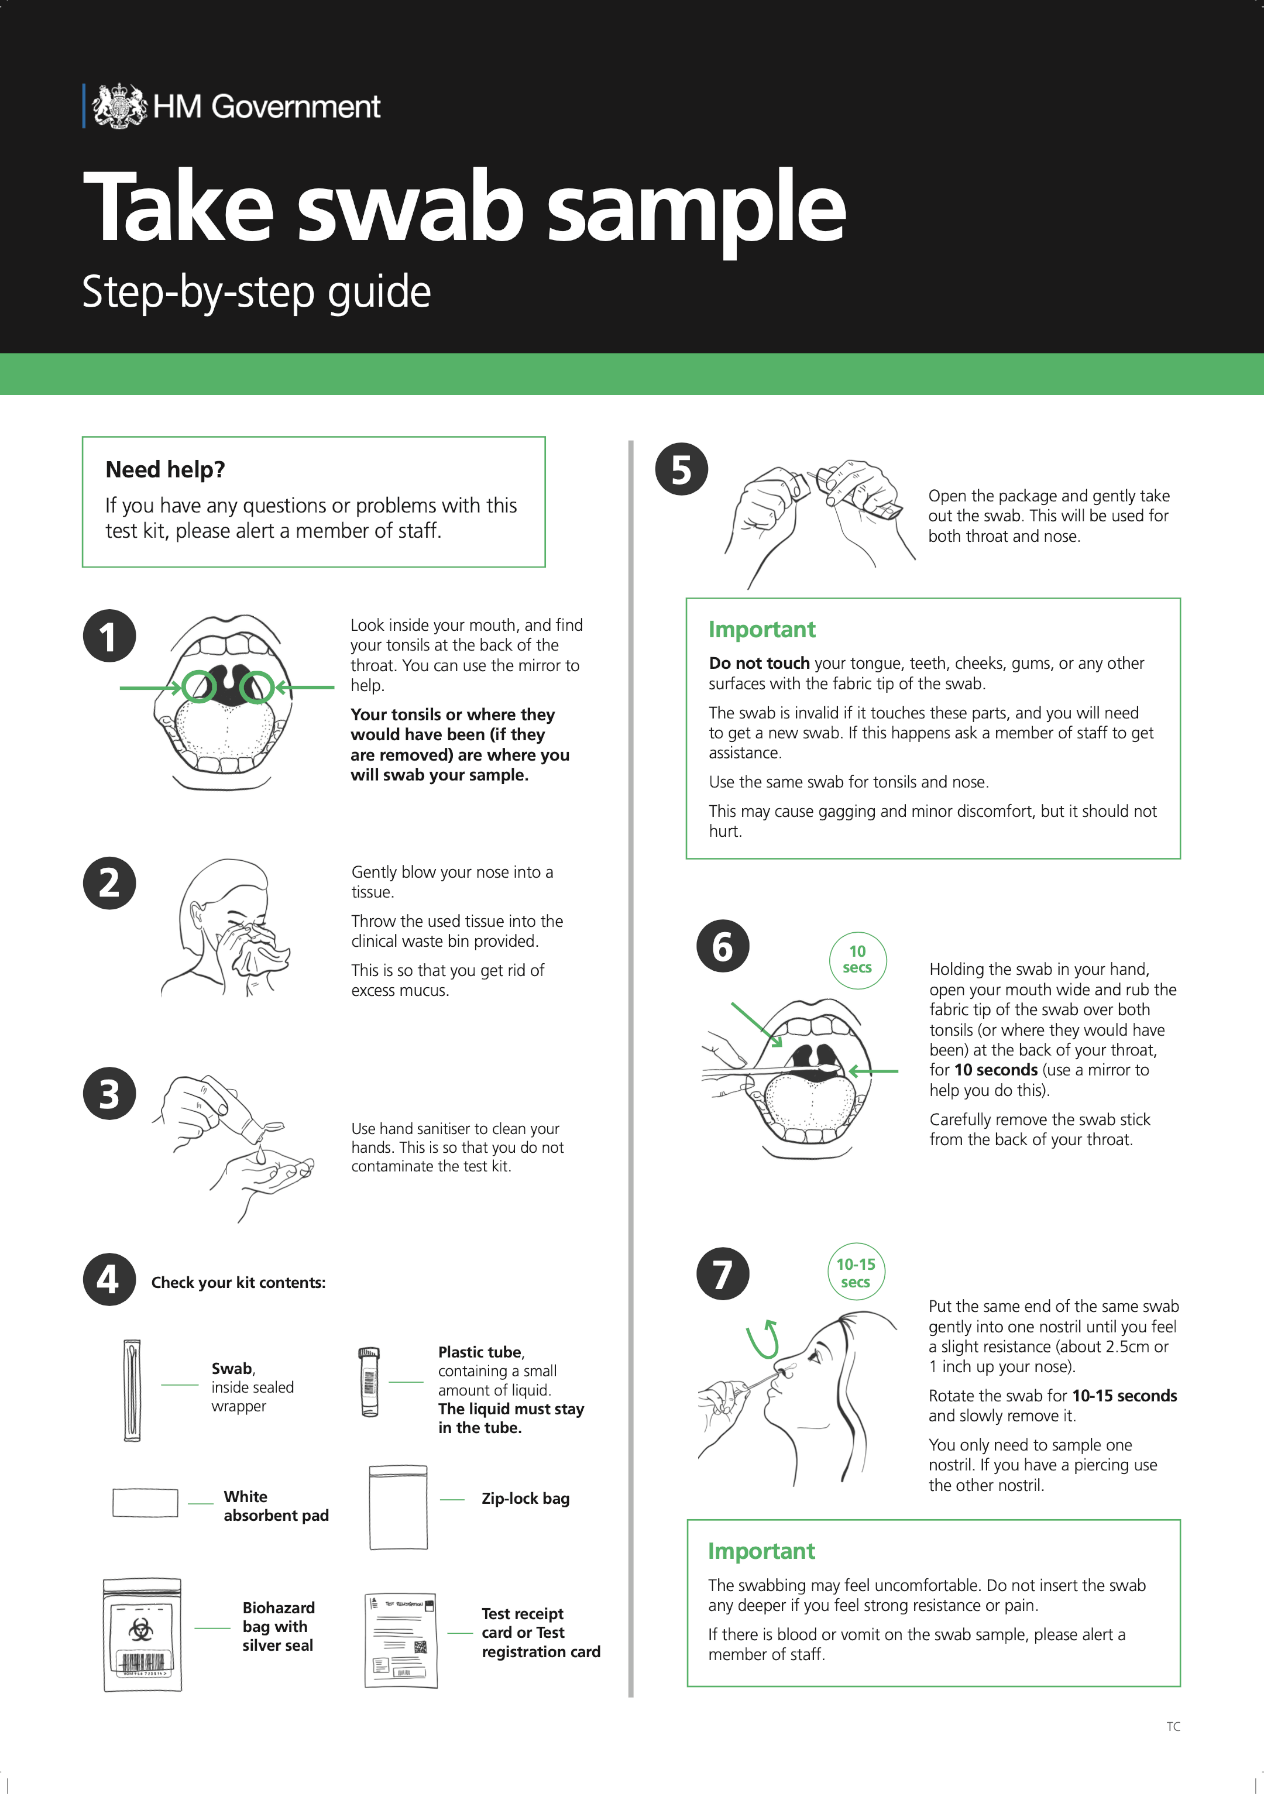 HM Government
Take swab sample
Step-by-step guide
Need help?
If you have any questions or problems with this
test kit, please alert a member of staff.
1
Look inside your mouth, and find
your tonsils at the back of the
throat. You can use the mirror to
help.
Your tonsils or where they
would have been (if they
are removed) are where you
will swab your sample.
2
Gently blow your nose into a
tissue.
Throw the used tissue into the
clinical waste bin provided.
This is so that you get rid of
excess mucus.
3
Use hand sanitiser to clean your
hands. This is so that you do not
contaminate the test kit.
4
Check your kit contents:
Swab,
inside sealed
wrapper
Plastic tube,
containing a small
amount of liquid.
The liquid must stay
in the tube.
White
absorbent pad
Zip-lock bag
Biohazard
bag with
silver seal
TEST REGISTRATION
Test receipt
card or Test
registration card
5
Open the package and gently take
out the swab. This will be used for
both throat and nose.
Important
Do not touch your tongue, teeth, cheeks, gums, or any other
surfaces with the fabric tip of the swab.
The swab is invalid if it touches these parts, and you will need
to get a new swab. If this happens ask a member of staff to get
assistance.
Use the same swab for tonsils and nose.
This may cause gagging and minor discomfort, but it should not
hurt.
6
10
secs
Holding the swab in your hand,
open your mouth wide and rub the
fabric tip of the swab over both
tonsils (or where they would have
been) at the back of your throat,
for 10 seconds (use a mirror to
help you do this).
Carefully remove the swab stick
from the back of your throat.
7
10-15
secs
Put the same end of the same swab
gently into one nostril until you feel
a slight resistance (about 2.5cm or
1 inch up your nose).
Rotate the swab for 10-15 seconds
and slowly remove it.
You only need to sample one
nostril. If you have a piercing use
the other nostril.
Important
The swabbing may feel uncomfortable. Do not insert the swab
any deeper if you feel strong resistance or pain.
If there is blood or vomit on the swab sample, please alert a
member of staff.
TC